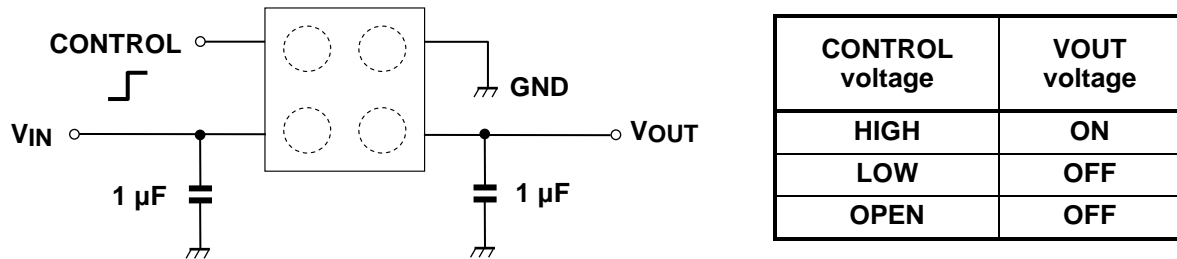 CONTROL
GND
VIN
VOUT
1 µF
1 µF
CONTROL voltage VOUT voltage
HIGH ON
LOW OFF
OPEN OFF